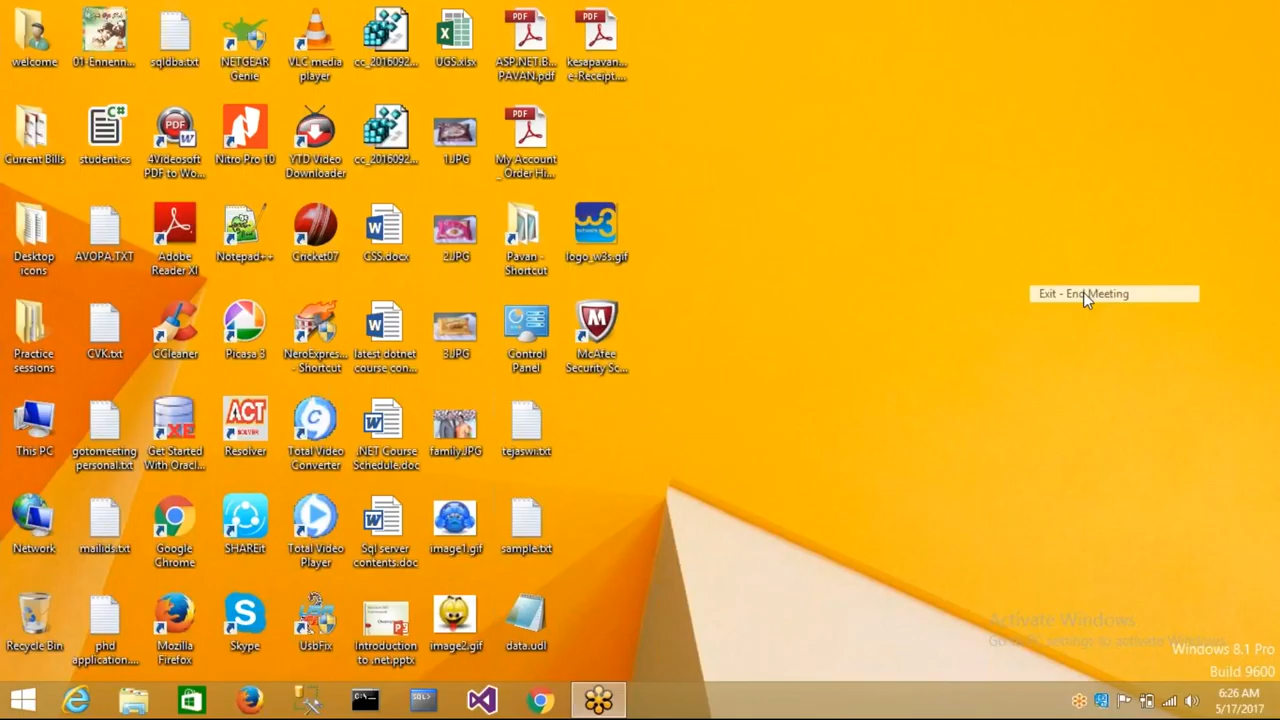 welcome
01-Ennenn...
sqldba.txt
NETGEAR
Genie
VLC media
player
cc_2016092...
UGS.xlsx
ASP.NET.B...
PAVAN.pdf
kesapavan...
e-Receipt....
Current Bills
student.cs
4Videosoft
PDF to Wo...
Nitro Pro 10
YTD Video
Downloader
cc_2016092...
1.JPG
My Account
_ Order Hi...
Desktop
icons
AVOPA.TXT
Adobe
Reader XI
Notepad++
Cricket07
CSS.docx
2.JPG
Pavan -
Shortcut
logo_w3s.gif
Exit - End Meeting
Practice
sessions
CVK.txt
CCleaner
Picasa 3
NeroExpres...
- Shortcut
latest dotnet
course con...
3.JPG
Control
Panel
McAfee
Security Sc...
This PC
gotomeeting
personal.txt
Get Started
With Oracl...
ACT
Resolver
Total Video
Converter
.NET Course
Schedule.doc
family.JPG
tejaswi.txt
Network
mailids.txt
Google
Chrome
SHAREit
Total Video
Player
Sql server
contents.doc
image1.gif
sample.txt
Recycle Bin
phd
application....
Mozilla
Firefox
Skype
UsbFix
Introduction
to .net.pptx
image2.gif
data.udl
Activate Windows
Windows 8.1 Pro
Build 9600
6:26 AM
5/17/2017